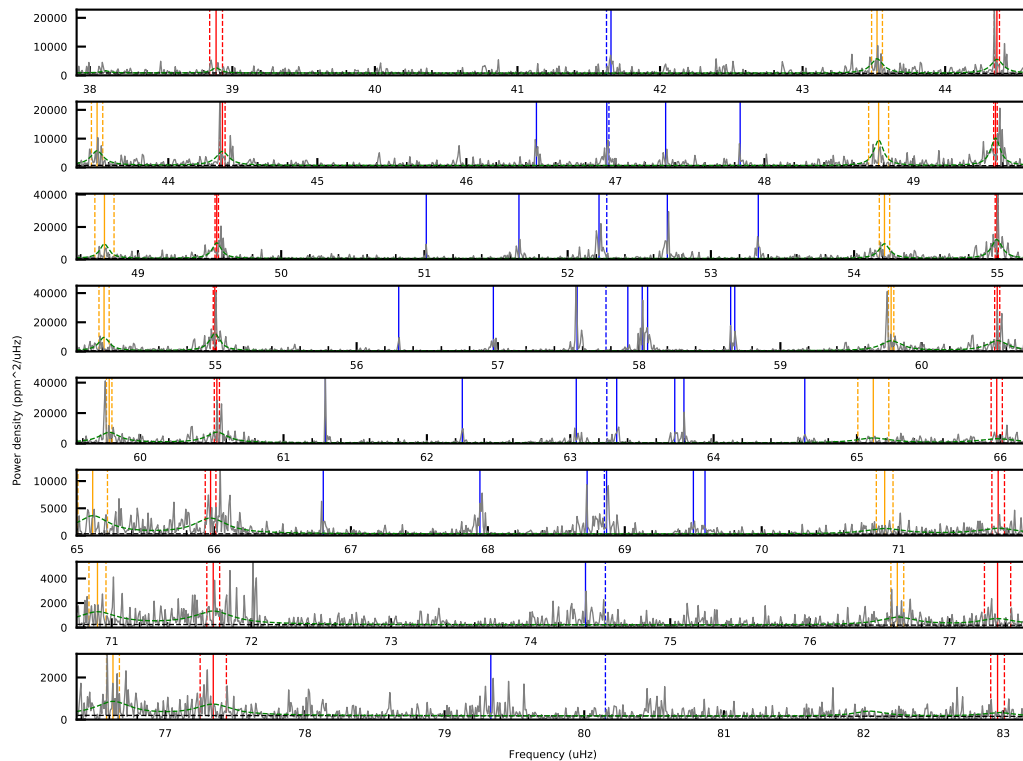 20000
10000
0
38 39 40 41 42 43 44
20000
10000
0
44 45 46 47 48 49
40000
20000
0
49 50 51 52 53 54 55
40000
20000
0
55 56 57 58 59 60
40000
20000
0
60 61 62 63 64 65 66
10000
5000
0
65 66 67 68 69 70 71
4000
2000
0
71 72 73 74 75 76 77
2000
0
77 78 79 80 81 82 83
Power density (ppm^2/uHz)
Frequency (uHz)